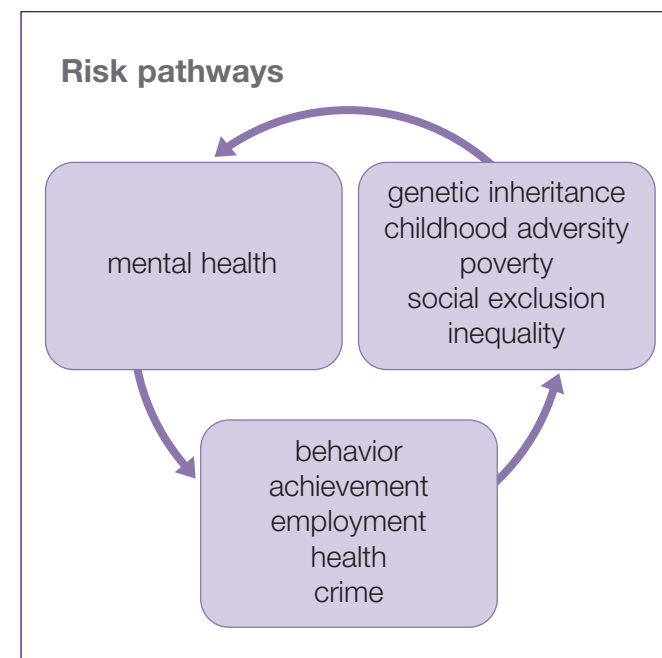 Risk pathways
mental health
genetic inheritance
childhood adversity
poverty
social exclusion
inequality
behavior
achievement
employment
health
crime